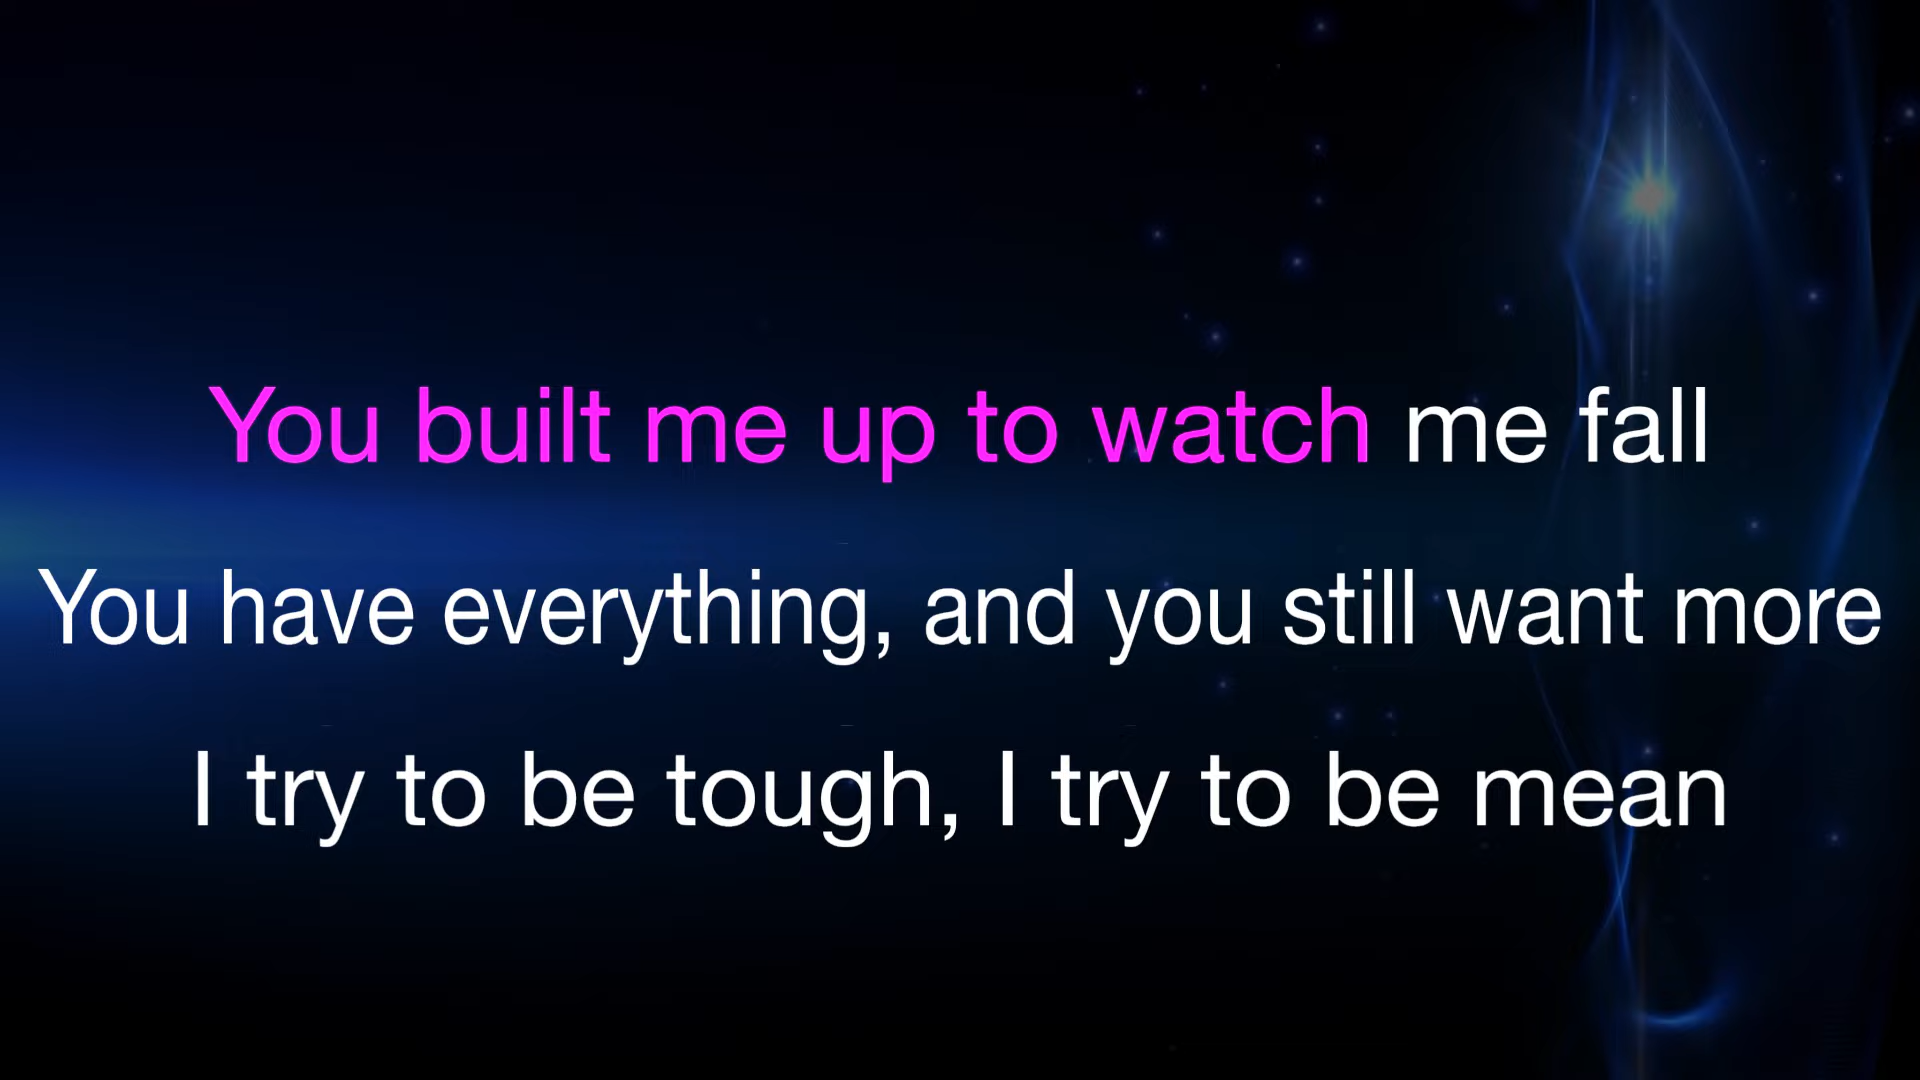 You built me up to watch me fall
You have everything, and you still want more
I try to be tough, I try to be mean